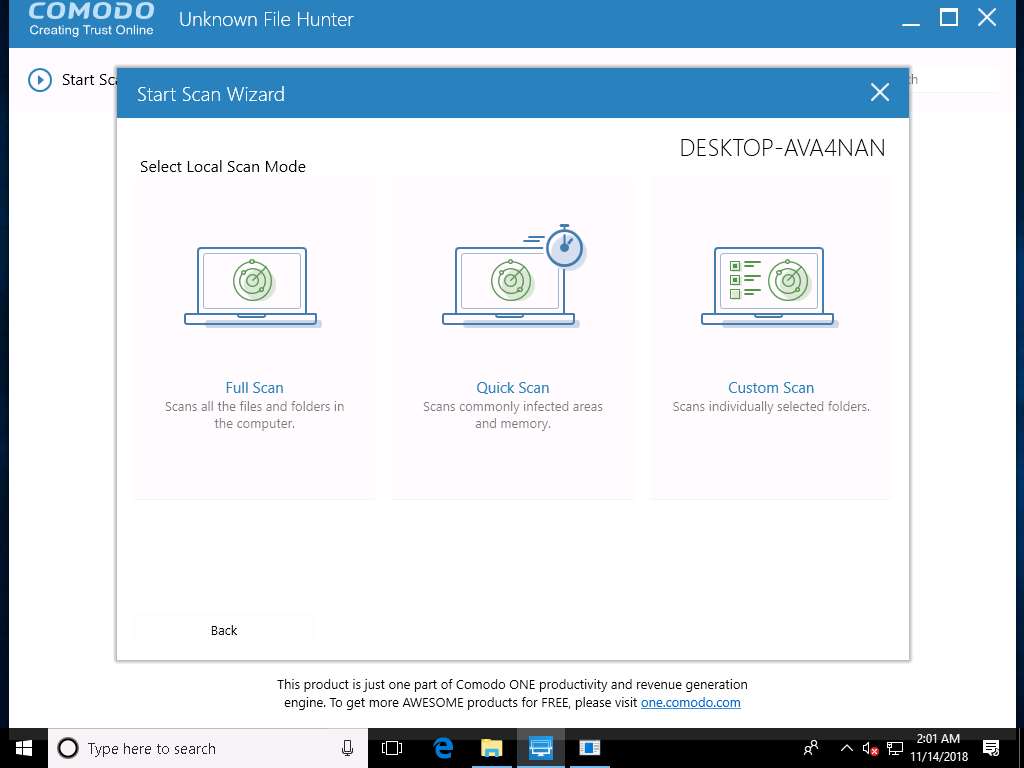 COMODO
Creating Trust Online
Unknown File Hunter
Start
Start Scan Wizard
DESKTOP-AVA4NAN
Select Local Scan Mode
Full Scan
Scans all the files and folders in
the computer.
Quick Scan
Scans commonly infected areas
and memory.
Custom Scan
Scans individually selected folders.
Back
This product is just one part of Comodo ONE productivity and revenue generation
engine. To get more AWESOME products for FREE, please visit one.comodo.com
Type here to search
2:01 AM
11/14/2018